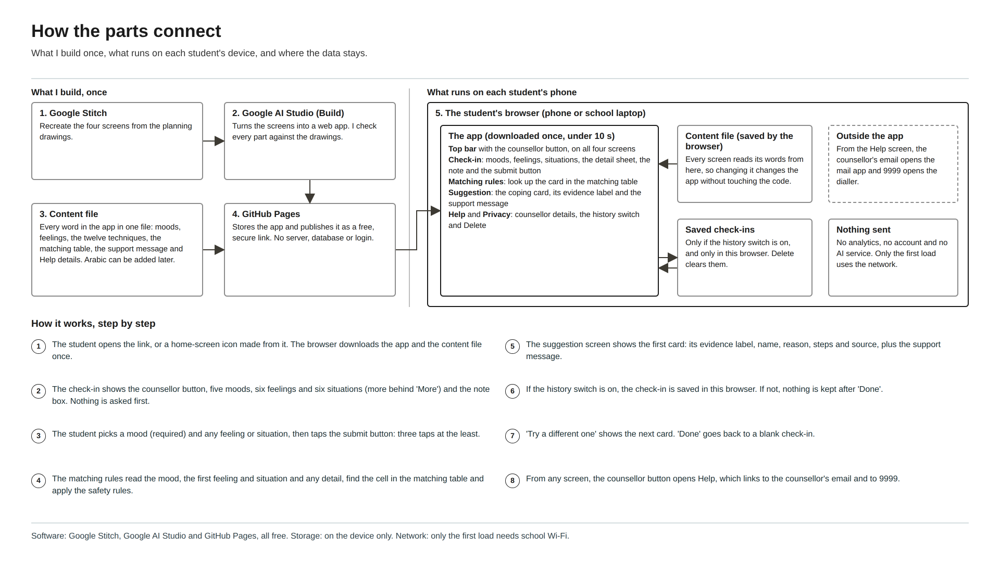 How the parts connect
What I build once, what runs on each student's device, and where the data stays.
What I build, once
1. Google Stitch
Recreate the four screens from the planning
drawings.
2. Google AI Studio (Build)
Turns the screens into a web app. I check
every part against the drawings.
3. Content file
Every word in the app in one file: moods,
feelings, the twelve techniques, the
matching table, the support message and
Help details. Arabic can be added later.
4. GitHub Pages
Stores the app and publishes it as a free,
secure link. No server, database or login.
What runs on each student's phone
5. The student's browser (phone or school laptop)
The app (downloaded once, under 10 s)
Top bar with the counsellor button, on all four screens
Check-in: moods, feelings, situations, the detail sheet, the
note and the submit button
Matching rules: look up the card in the matching table
Suggestion: the coping card, its evidence label and the
support message
Help and Privacy: counsellor details, the history switch
and Delete
Content file (saved by the
browser)
Every screen reads its words from
here, so changing it changes the
app without touching the code.
Outside the app
From the Help screen, the
counsellor's email opens the
mail app and 9999 opens the
dialler.
Saved check-ins
Only if the history switch is on,
and only in this browser. Delete
clears them.
Nothing sent
No analytics, no account and no
AI service. Only the first load
uses the network.
How it works, step by step
1 The student opens the link, or a home-screen icon made from it. The browser downloads the app and the content file
once.
2 The check-in shows the counsellor button, five moods, six feelings and six situations (more behind 'More') and the note
box. Nothing is asked first.
3 The student picks a mood (required) and any feeling or situation, then taps the submit button: three taps at the least.
4 The matching rules read the mood, the first feeling and situation and any detail, find the cell in the matching table and
apply the safety rules.
5 The suggestion screen shows the first card: its evidence label, name, reason, steps and source, plus the support
message.
6 If the history switch is on, the check-in is saved in this browser. If not, nothing is kept after 'Done'.
7 'Try a different one' shows the next card. 'Done' goes back to a blank check-in.
8 From any screen, the counsellor button opens Help, which links to the counsellor's email and to 9999.
Software: Google Stitch, Google AI Studio and GitHub Pages, all free. Storage: on the device only. Network: only the first load needs school Wi-Fi.